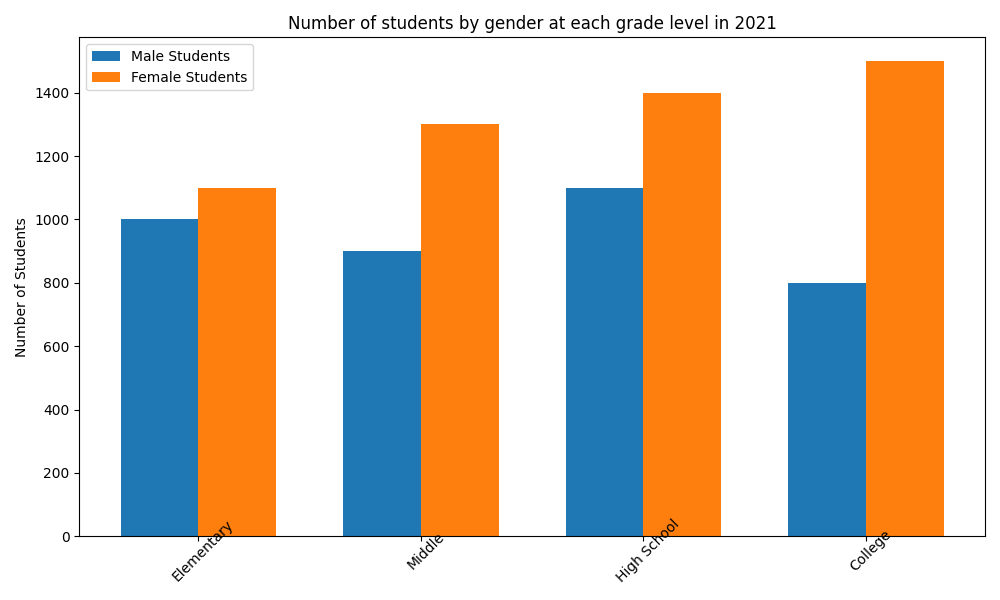 Number of students by gender at each grade level in 2021
Male Students
Female Students
Number of Students
1400
1200
1000
800
600
400
200
0
Elementary
Middle
High School
College